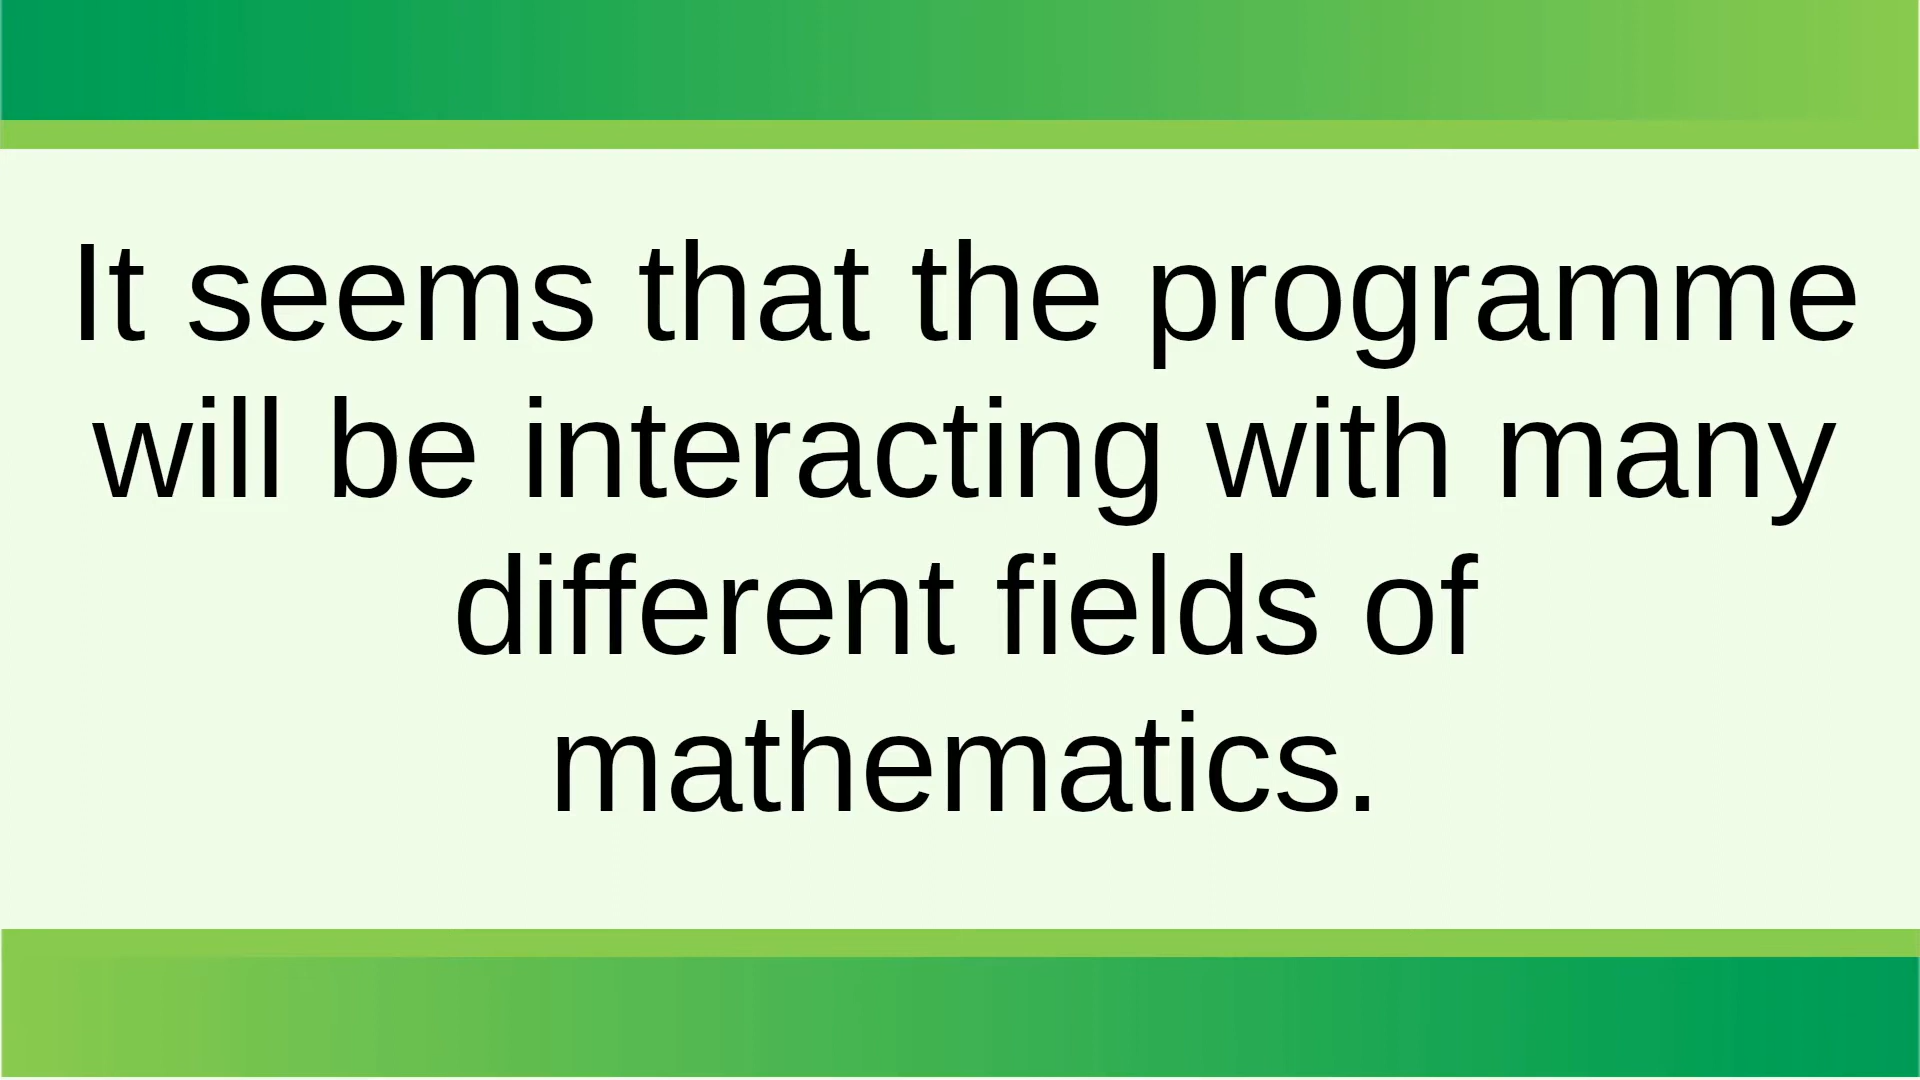 It seems that the programme
will be interacting with many
different fields of
mathematics.